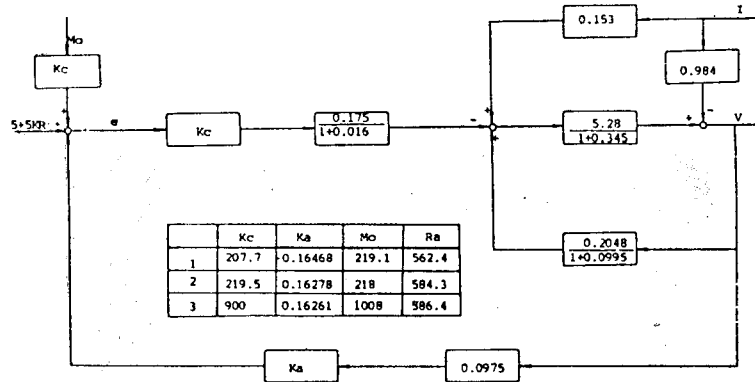 I
0.153
Mo
Kc
0.984
+
5+5KR
+
e
Kc
0.175
1+0.016
-
+
+
5.28
1+0.345
+
-
V
Kc Ka Mo Ra
1 207.7 0.16468 219.1 562.4
2 219.5 0.16278 218 584.3
3 900 0.16261 1008 586.4
0.2048
1+0.0995
Ka
0.0975